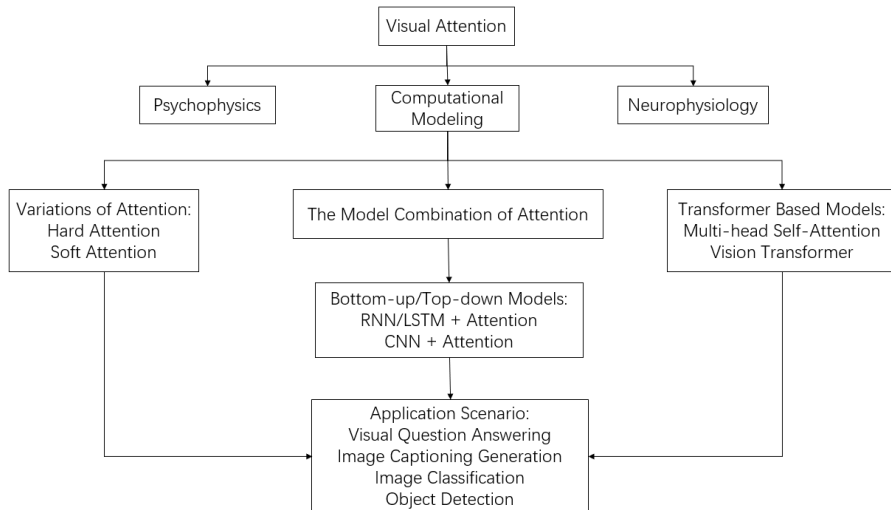 Visual Attention
Psychophysics
Computational
Modeling
Neurophysiology
Variations of Attention:
Hard Attention
Soft Attention
The Model Combination of Attention
Transformer Based Models:
Multi-head Self-Attention
Vision Transformer
Bottom-up/Top-down Models:
RNN/LSTM + Attention
CNN + Attention
Application Scenario:
Visual Question Answering
Image Captioning Generation
Image Classification
Object Detection